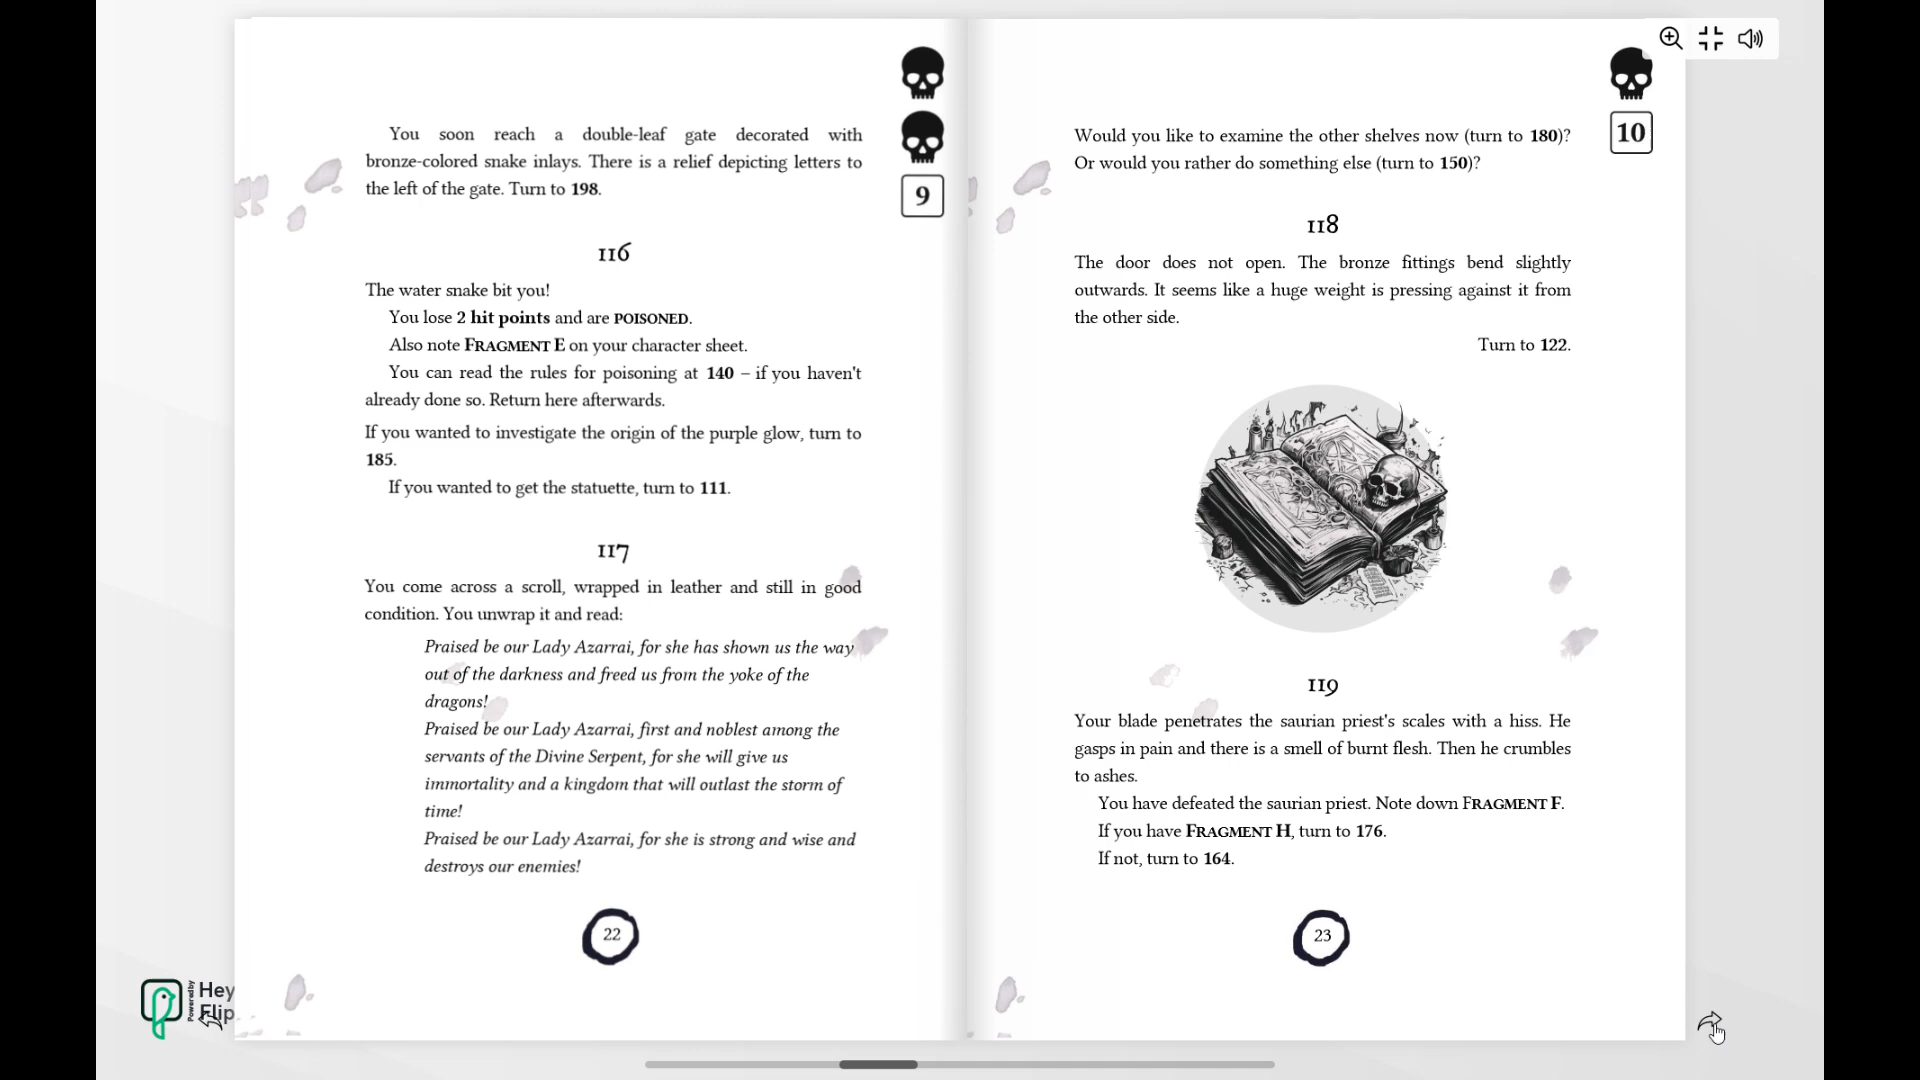 You soon reach a double-leaf gate decorated with
bronze-colored snake inlays. There is a relief depicting letters to
the left of the gate. Turn to 198.
9
116
The water snake bit you!
You lose 2 hit points and are POISONED.
Also note FRAGMENT E on your character sheet.
You can read the rules for poisoning at 140 – if you haven't
already done so. Return here afterwards.
If you wanted to investigate the origin of the purple glow, turn to
185.
If you wanted to get the statuette, turn to 111.
117
You come across a scroll, wrapped in leather and still in good
condition. You unwrap it and read:
Praised be our Lady Azarrai, for she has shown us the way
out of the darkness and freed us from the yoke of the
dragons!
Praised be our Lady Azarrai, first and noblest among the
servants of the Divine Serpent, for she will give us
immortality and a kingdom that will outlast the storm of
time!
Praised be our Lady Azarrai, for she is strong and wise and
destroys our enemies!
22
Powered by
Hey
Flip
10
Would you like to examine the other shelves now (turn to 180)?
Or would you rather do something else (turn to 150)?
118
The door does not open. The bronze fittings bend slightly
outwards. It seems like a huge weight is pressing against it from
the other side.
Turn to 122.
119
Your blade penetrates the saurian priest's scales with a hiss. He
gasps in pain and there is a smell of burnt flesh. Then he crumbles
to ashes.
You have defeated the saurian priest. Note down FRAGMENT F.
If you have FRAGMENT H, turn to 176.
If not, turn to 164.
23